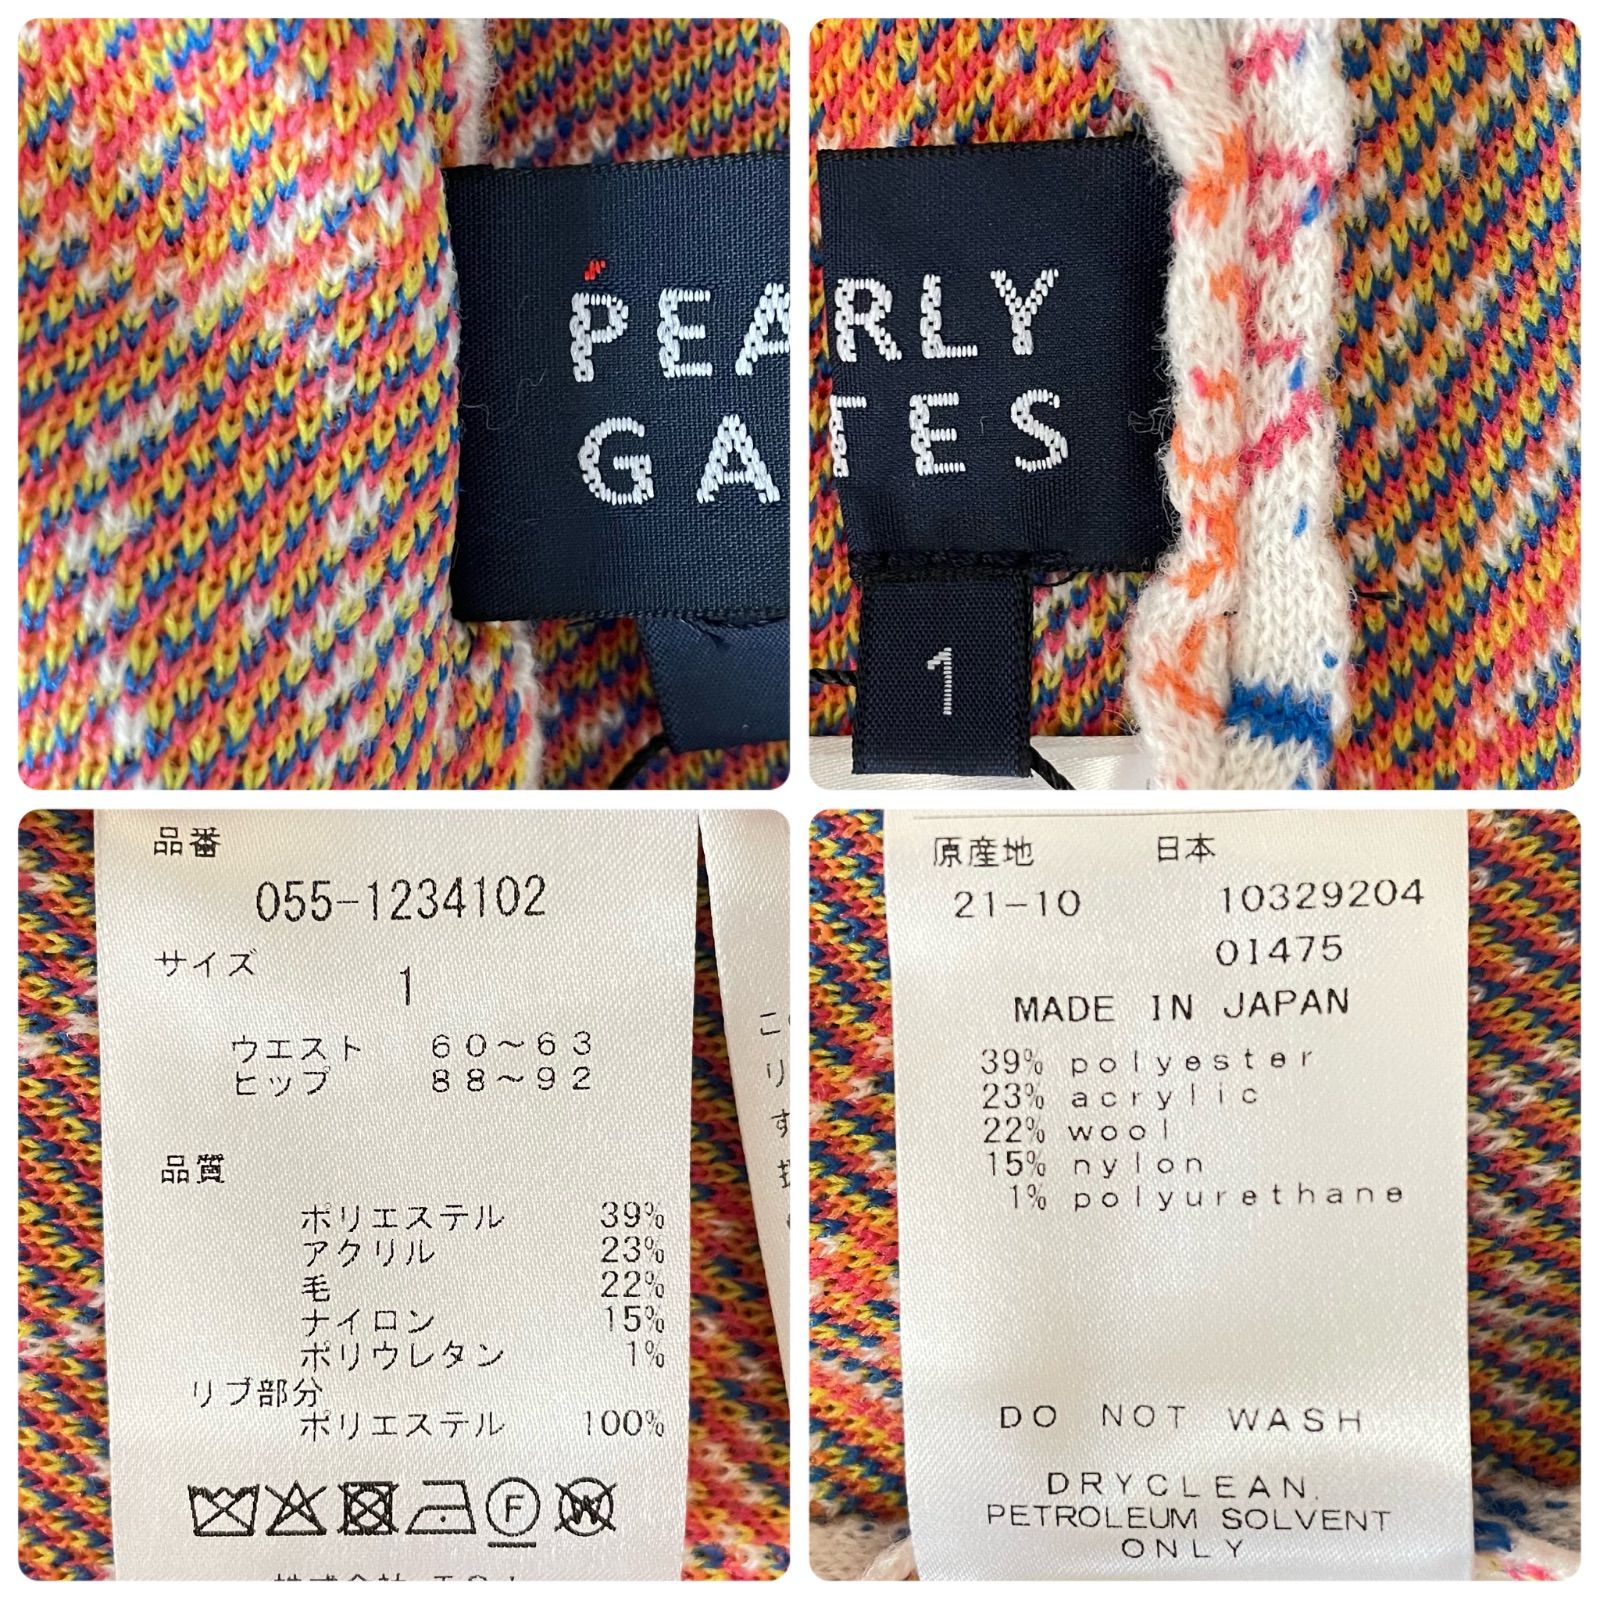 PEA
GA
RLY
TES
1
品番
055-1234102
サイズ
1
ウエスト 60～63
ヒップ 88～92
品質
ポリエステル 39%
アクリル 23%
毛 22%
ナイロン 15%
ポリウレタン 1%
リブ部分
ポリエステル 100%
F
W
原産地 日本
21-10 10329204
01475
MADE IN JAPAN
39% polyester
23% acrylic
22% wool
15% nylon
1% polyurethane
DO NOT WASH
DRYCLEAN.
PETROLEUM SOLVENT
ONLY